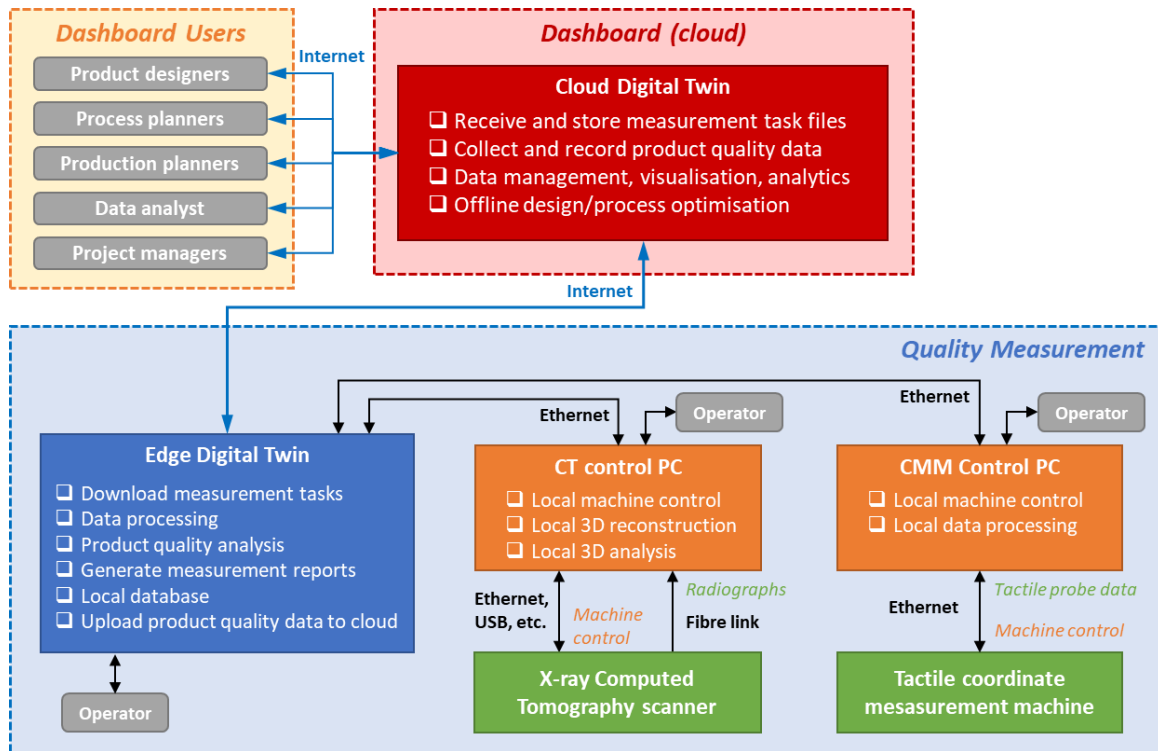 Dashboard Users
Product designers
Process planners
Production planners
Data analyst
Project managers
Internet
Dashboard (cloud)
Cloud Digital Twin
❑ Receive and store measurement task files
❑ Collect and record product quality data
❑ Data management, visualisation, analytics
❑ Offline design/process optimisation
Internet
Quality Measurement
Edge Digital Twin
❑ Download measurement tasks
❑ Data processing
❑ Product quality analysis
❑ Generate measurement reports
❑ Local database
❑ Upload product quality data to cloud
Operator
Ethernet
Operator
CT control PC
❑ Local machine control
❑ Local 3D reconstruction
❑ Local 3D analysis
Ethernet,
USB, etc.
Machine
control
Radiographs
Fibre link
X-ray Computed
Tomography scanner
Ethernet
Operator
CMM Control PC
❑ Local machine control
❑ Local data processing
Ethernet
Tactile probe data
Machine control
Tactile coordinate
mesasurement machine